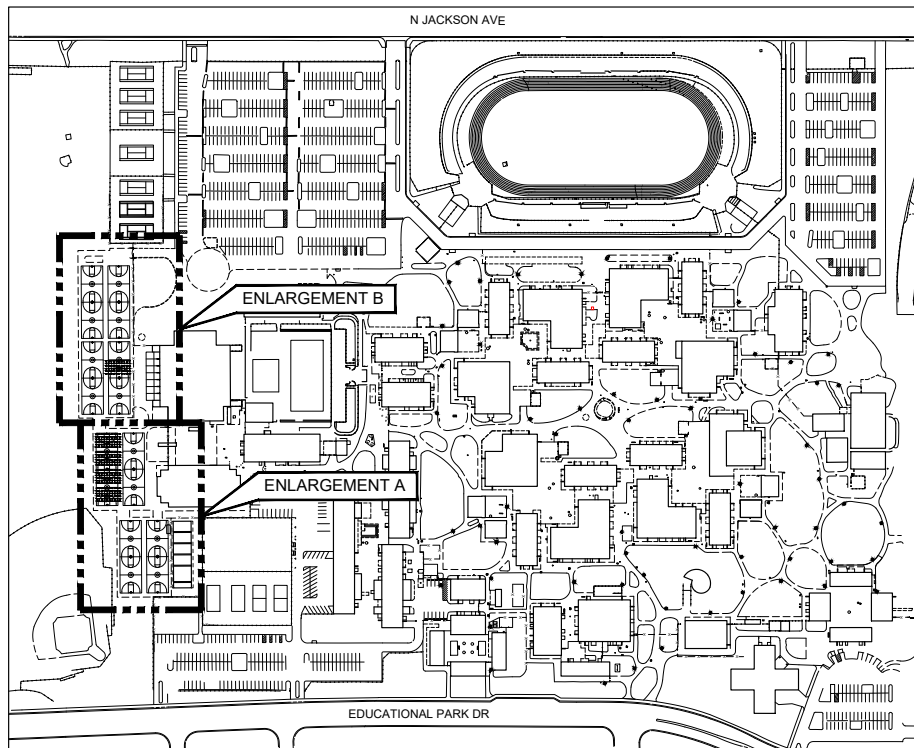 N JACKSON AVE
ENLARGEMENT B
ENLARGEMENT A
EDUCATIONAL PARK DR